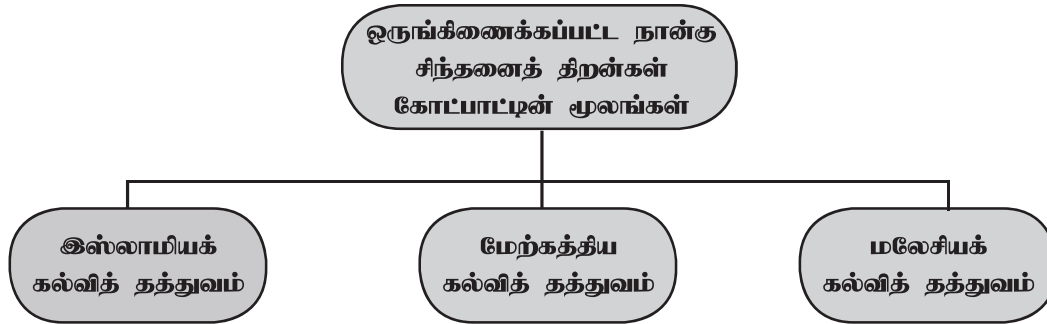 ஒருங்கிணைக்கப்பட்ட நான்கு
சிந்தனைத் திறன்கள்
கோட்பாட்டின் மூலங்கள்
இஸ்லாமியக்
கல்வித் தத்துவம்
மேற்கத்திய
கல்வித் தத்துவம்
மலேசியக்
கல்வித் தத்துவம்